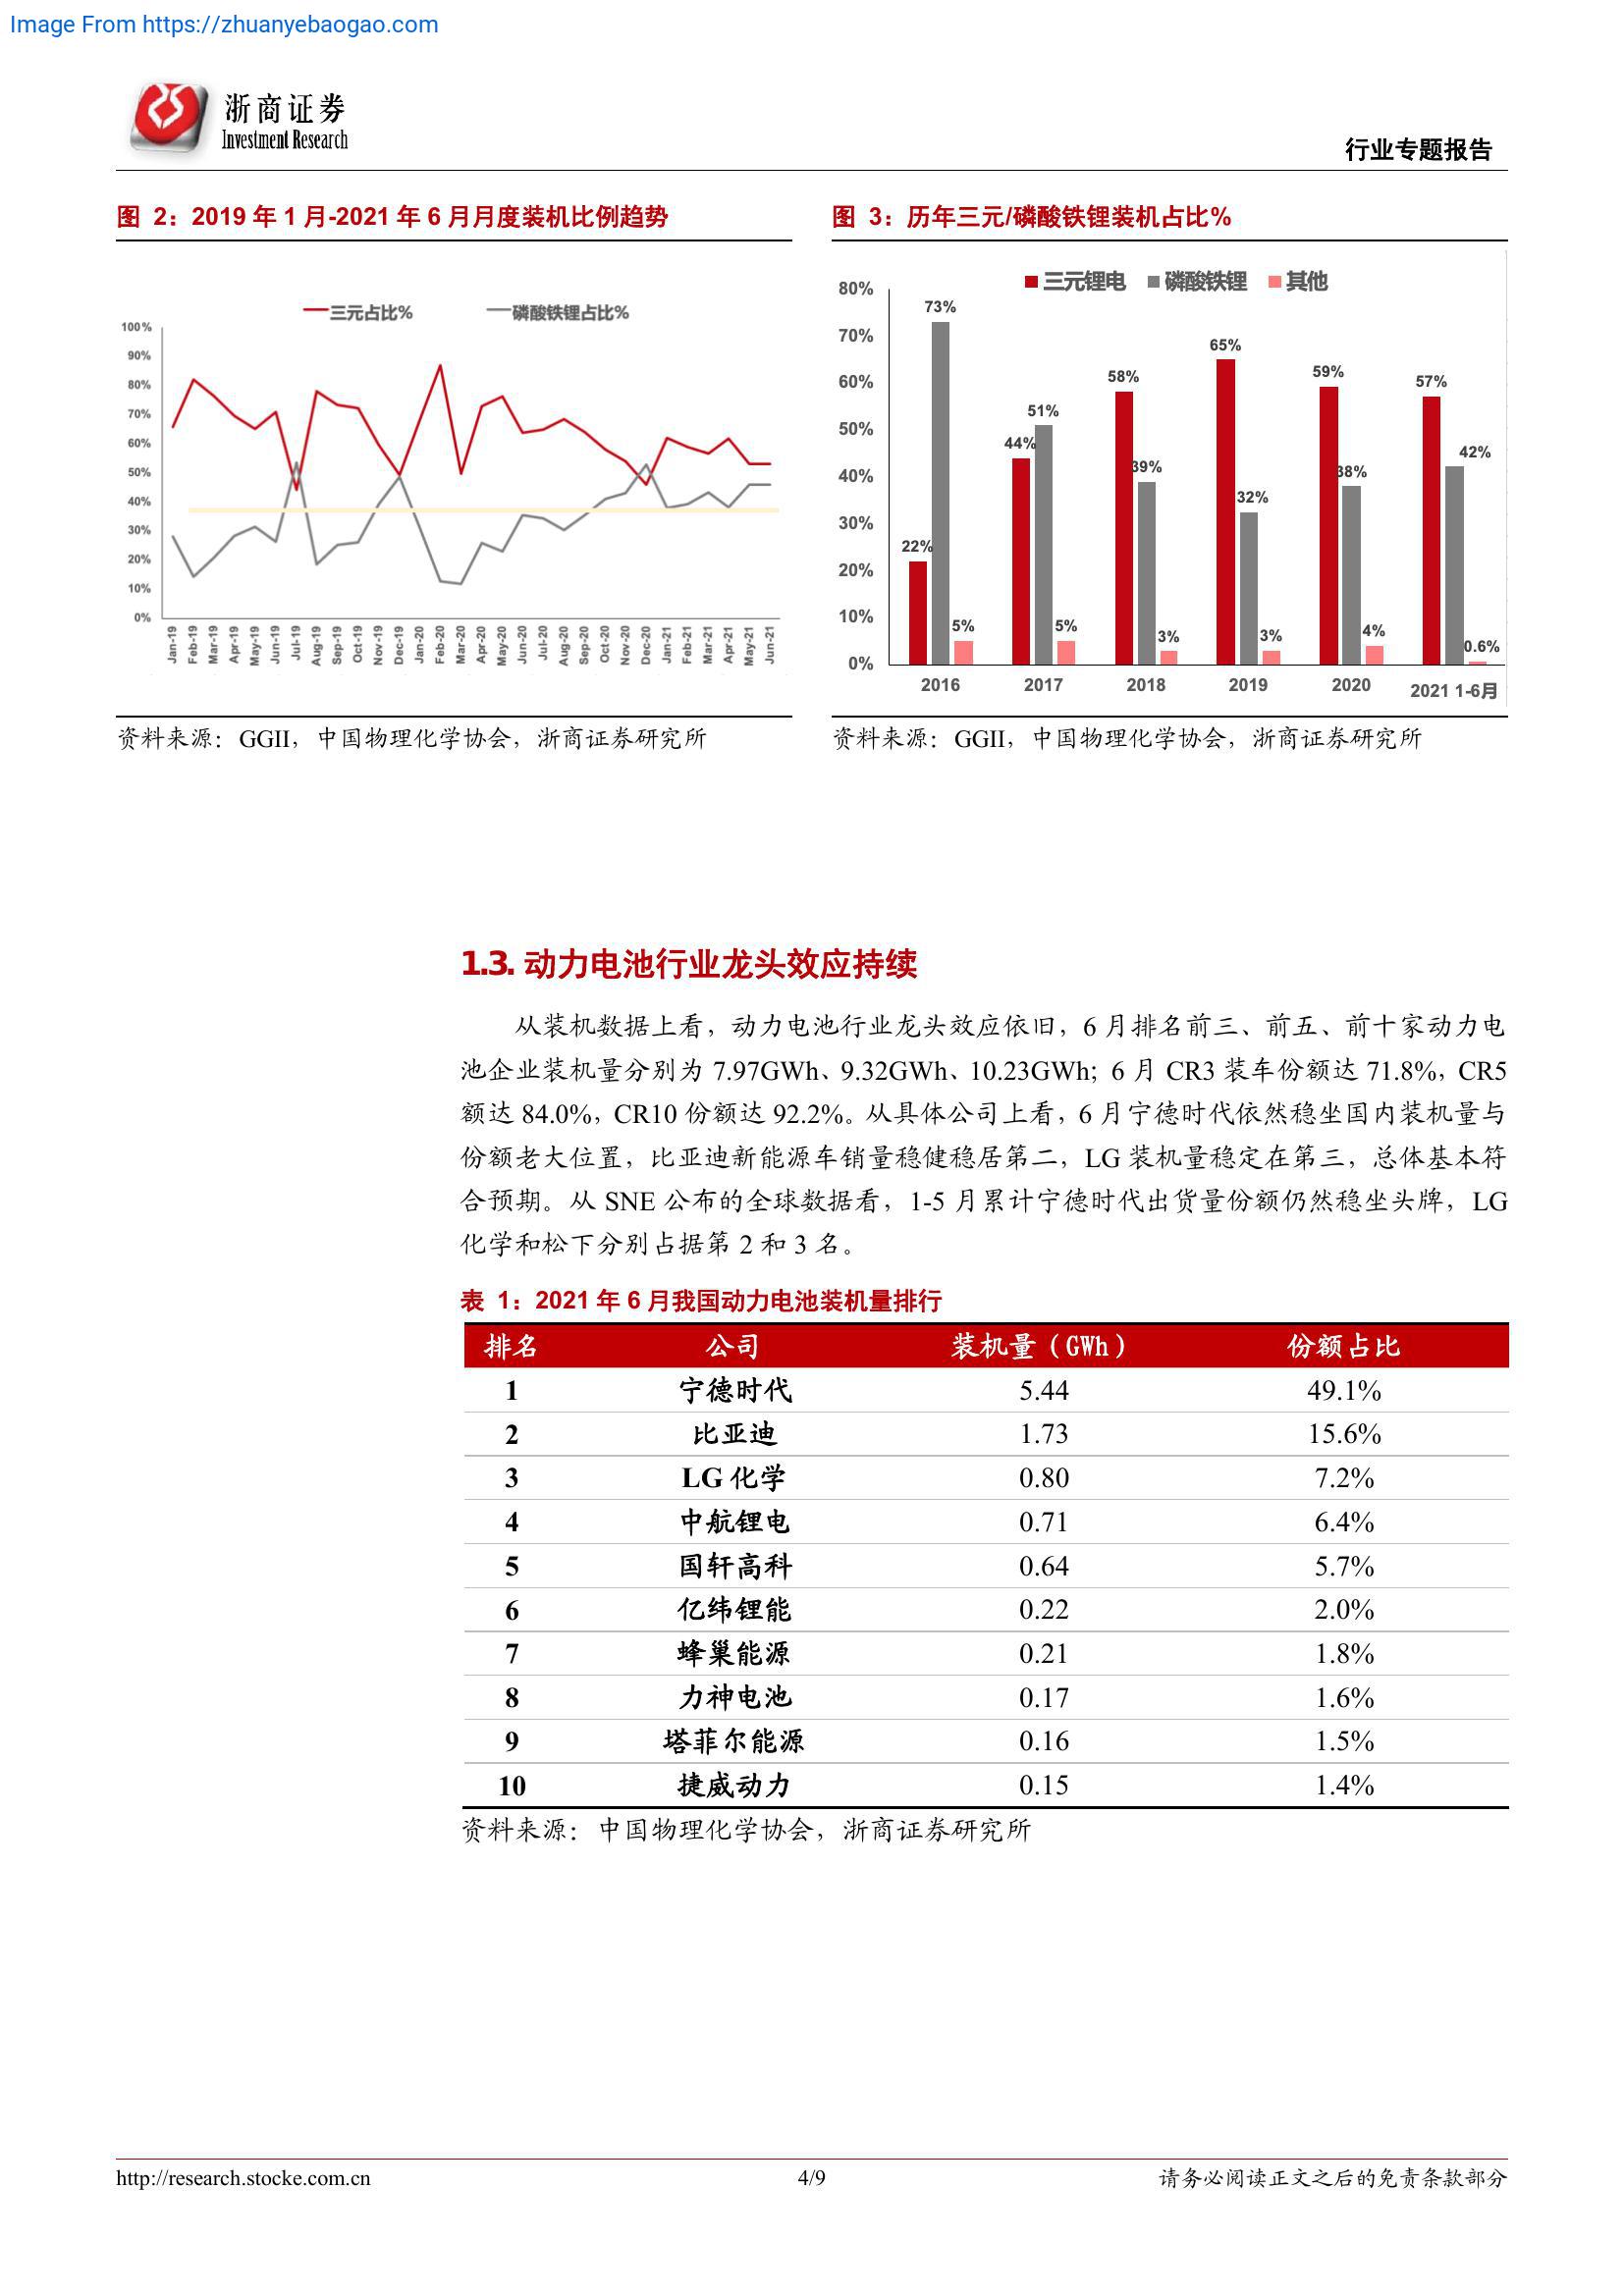 Image From https://zhuanyebaogao.com
浙商证券
Investment Research
行业专题报告
图 2：2019 年 1 月-2021 年 6 月月度装机比例趋势
三元占比% 磷酸铁锂占比%
100%
90%
80%
70%
60%
50%
40%
30%
20%
10%
0%
Jan-19 Feb-19 Mar-19 Apr-19 May-19 Jun-19 Jul-19 Aug-19 Sep-19 Oct-19 Nov-19 Dec-19 Jan-20 Feb-20 Mar-20 Apr-20 May-20 Jun-20 Jul-20 Aug-20 Sep-20 Oct-20 Nov-20 Dec-20 Jan-21 Feb-21 Mar-21 Apr-21 May-21 Jun-21
资料来源：GGII，中国物理化学协会，浙商证券研究所
图 3：历年三元/磷酸铁锂装机占比%
三元锂电 磷酸铁锂 其他
80%
70%
60%
50%
40%
30%
20%
10%
0%
22% 73% 5%
44% 51% 5%
58% 39% 3%
65% 32% 3%
59% 38% 4%
57% 42% 0.6%
2016 2017 2018 2019 2020 2021 1-6月
资料来源：GGII，中国物理化学协会，浙商证券研究所
1.3. 动力电池行业龙头效应持续
从装机数据上看，动力电池行业龙头效应依旧，6 月排名前三、前五、前十家动力电
池企业装机量分别为 7.97GWh、9.32GWh、10.23GWh；6 月 CR3 装车份额达 71.8%，CR5
额达 84.0%，CR10 份额达 92.2%。从具体公司上看，6 月宁德时代依然稳坐国内装机量与
份额老大位置，比亚迪新能源车销量稳健稳居第二，LG 装机量稳定在第三，总体基本符
合预期。从 SNE 公布的全球数据看，1-5 月累计宁德时代出货量份额仍然稳坐头牌，LG
化学和松下分别占据第 2 和 3 名。
表 1：2021 年 6 月我国动力电池装机量排行
排名 公司 装机量（GWh） 份额占比
1 宁德时代 5.44 49.1%
2 比亚迪 1.73 15.6%
3 LG 化学 0.80 7.2%
4 中航锂电 0.71 6.4%
5 国轩高科 0.64 5.7%
6 亿纬锂能 0.22 2.0%
7 蜂巢能源 0.21 1.8%
8 力神电池 0.17 1.6%
9 塔菲尔能源 0.16 1.5%
10 捷威动力 0.15 1.4%
资料来源：中国物理化学协会，浙商证券研究所
http://research.stocke.com.cn 4/9 请务必阅读正文之后的免责条款部分